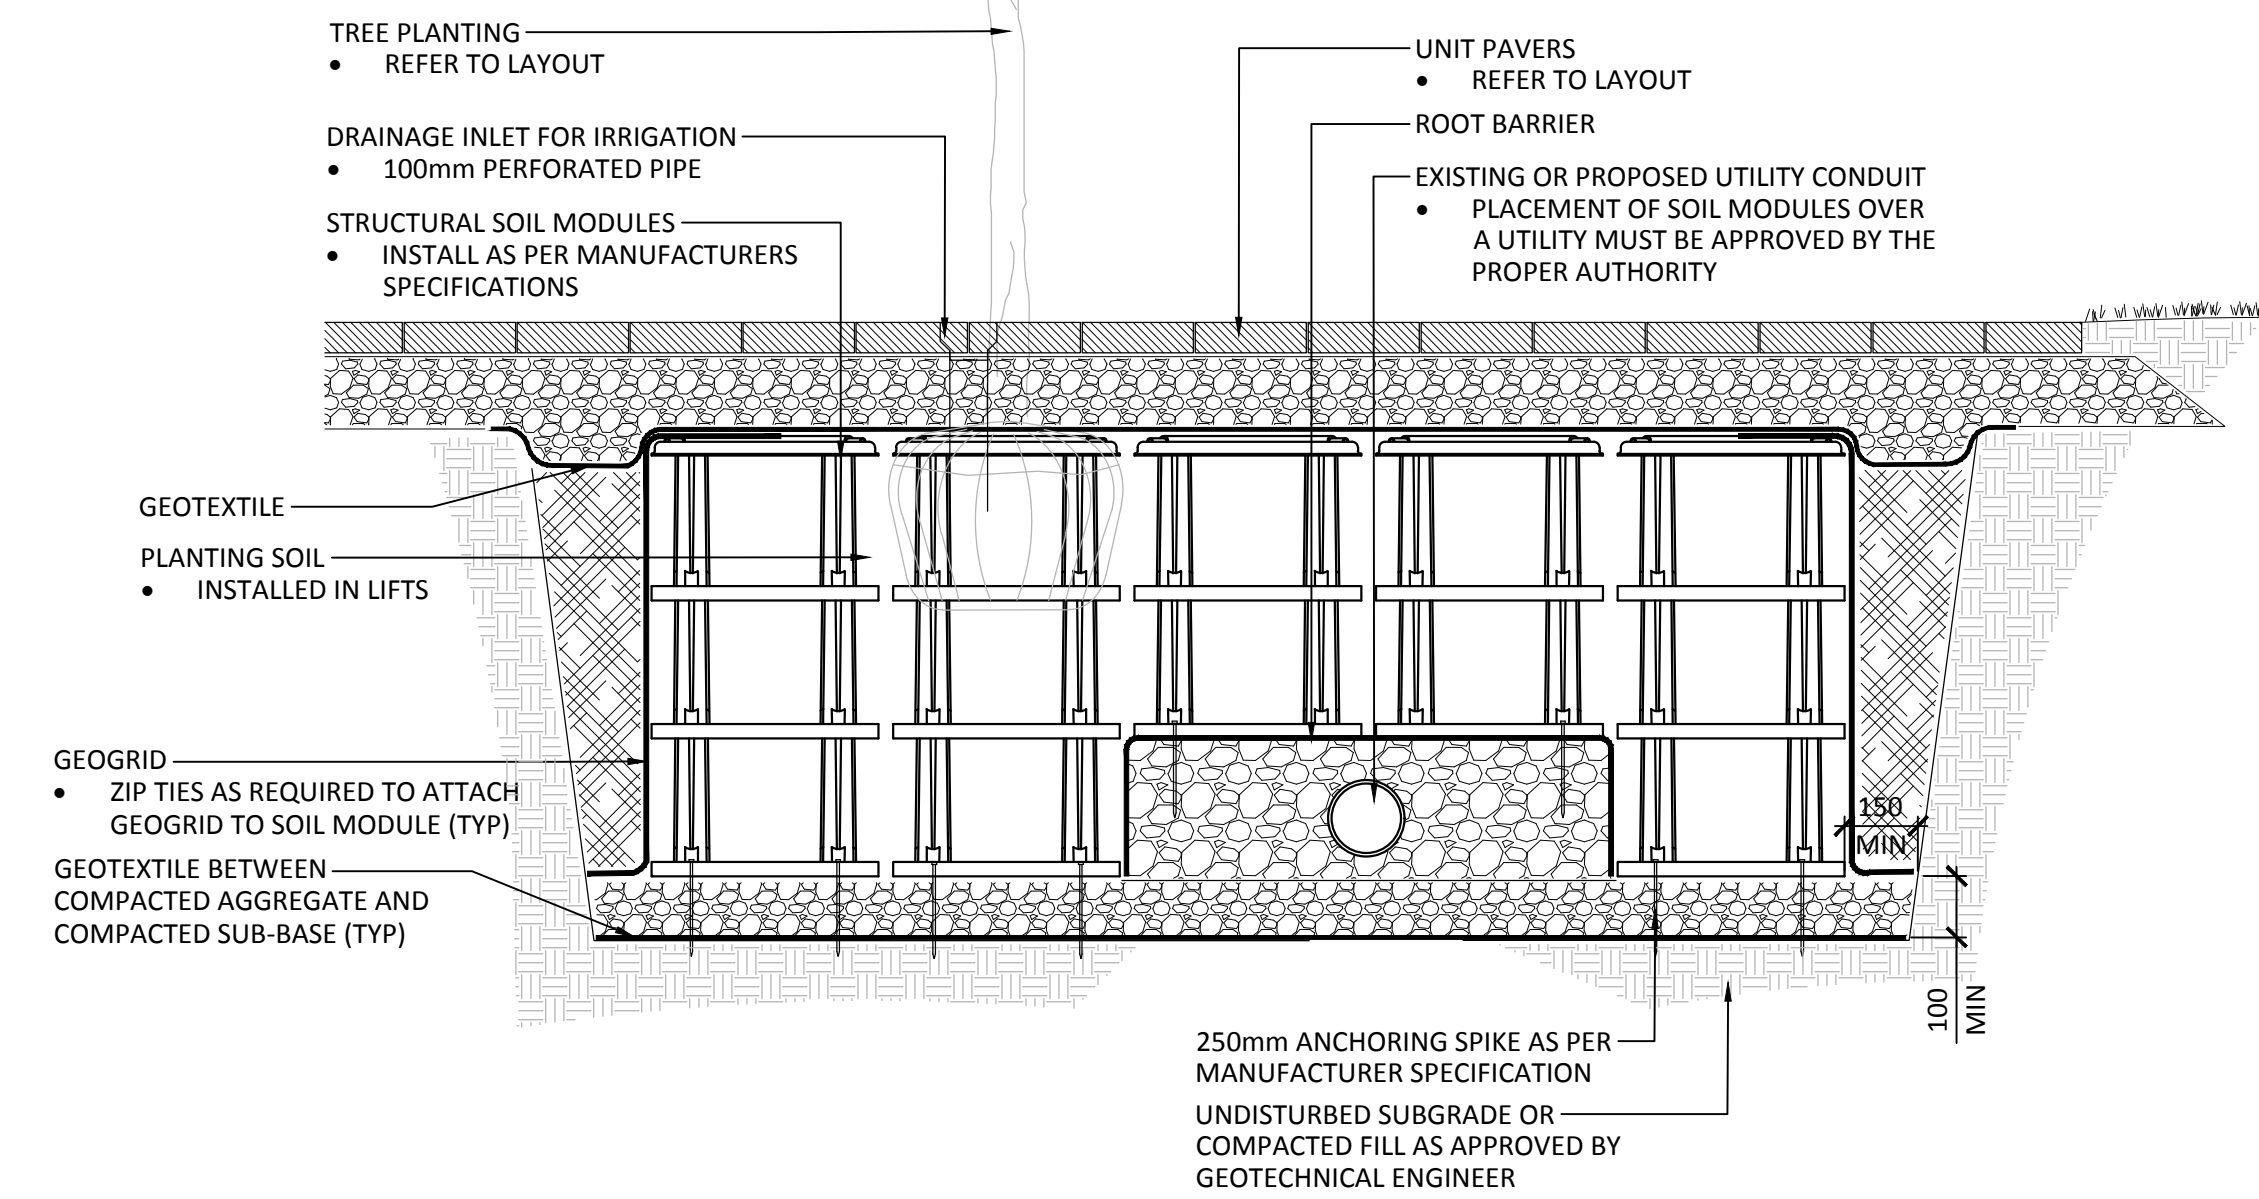 TREE PLANTING
• REFER TO LAYOUT
DRAINAGE INLET FOR IRRIGATION
• 100mm PERFORATED PIPE
STRUCTURAL SOIL MODULES
• INSTALL AS PER MANUFACTURERS
SPECIFICATIONS
UNIT PAVERS
• REFER TO LAYOUT
ROOT BARRIER
EXISTING OR PROPOSED UTILITY CONDUIT
• PLACEMENT OF SOIL MODULES OVER
A UTILITY MUST BE APPROVED BY THE
PROPER AUTHORITY
GEOTEXTILE
PLANTING SOIL
• INSTALLED IN LIFTS
GEOGRID
• ZIP TIES AS REQUIRED TO ATTACH
GEOGRID TO SOIL MODULE (TYP)
GEOTEXTILE BETWEEN
COMPACTED AGGREGATE AND
COMPACTED SUB-BASE (TYP)
150
MIN
100
MIN
250mm ANCHORING SPIKE AS PER
MANUFACTURER SPECIFICATION
UNDISTURBED SUBGRADE OR
COMPACTED FILL AS APPROVED BY
GEOTECHNICAL ENGINEER